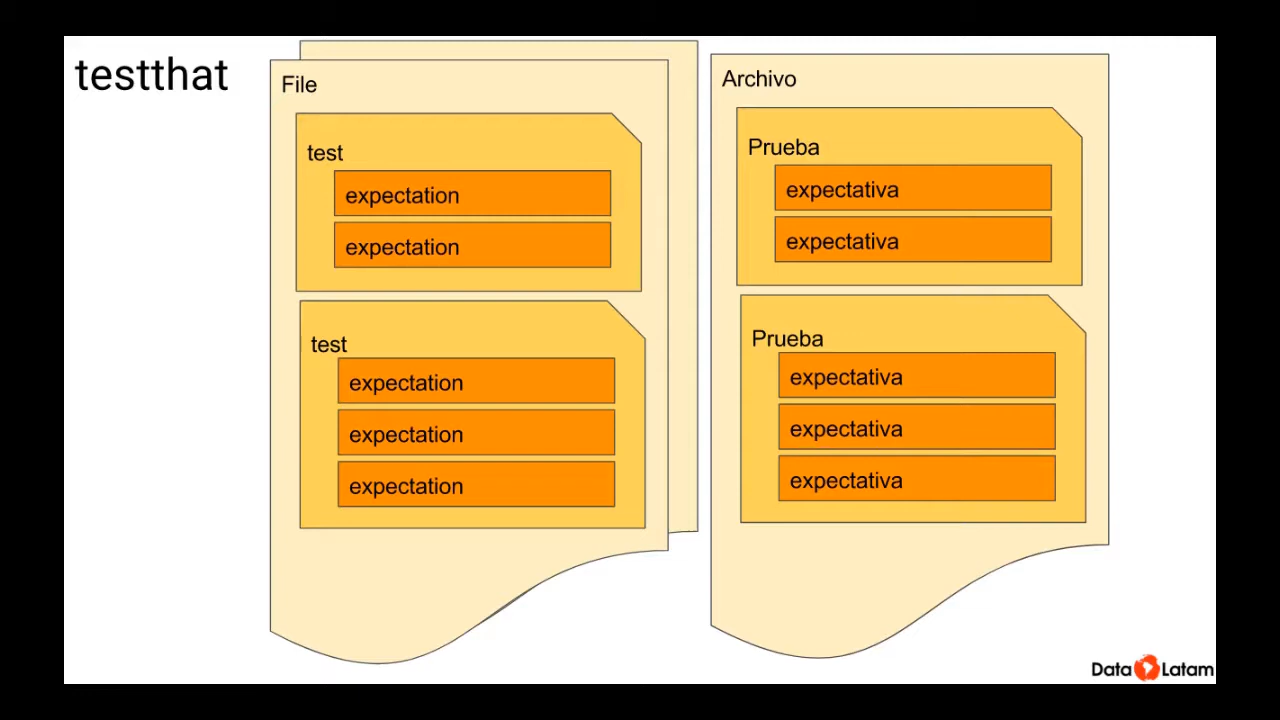 testthat
File
test
expectation
expectation
test
expectation
expectation
expectation
Archivo
Prueba
expectativa
expectativa
Prueba
expectativa
expectativa
expectativa
Data Latam